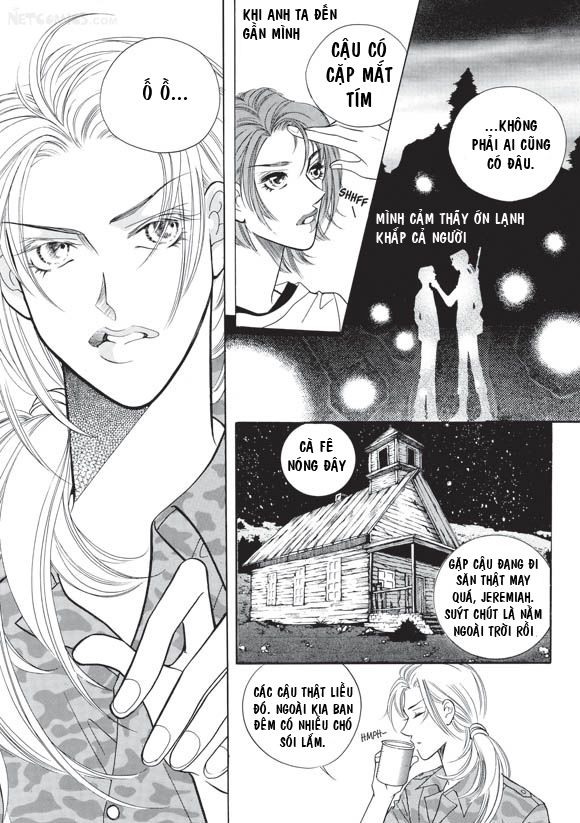 NETCOMICS.COM
Ố Ồ...
KHI ANH TA ĐẾN
GẦN MÌNH
CẬU CÓ
CẶP MẮT
TÍM
SHHFF
...KHÔNG
PHẢI AI CŨNG
CÓ ĐÂU.
MÌNH CẢM THẤY ỚN LẠNH
KHẮP CẢ NGƯỜI
CÀ FÊ
NÓNG ĐÂY
GẶP CẬU ĐANG ĐI
SĂN THẬT MAY
QUÁ, JEREMIAH.
SUÝT CHÚT LÀ NẰM
NGOÀI TRỜI RỒI
CÁC CẬU THẬT LIỀU
ĐÓ. NGOÀI KIA BAN
ĐÊM CÓ NHIỀU CHÓ
SÓI LẮM.
HMPH~